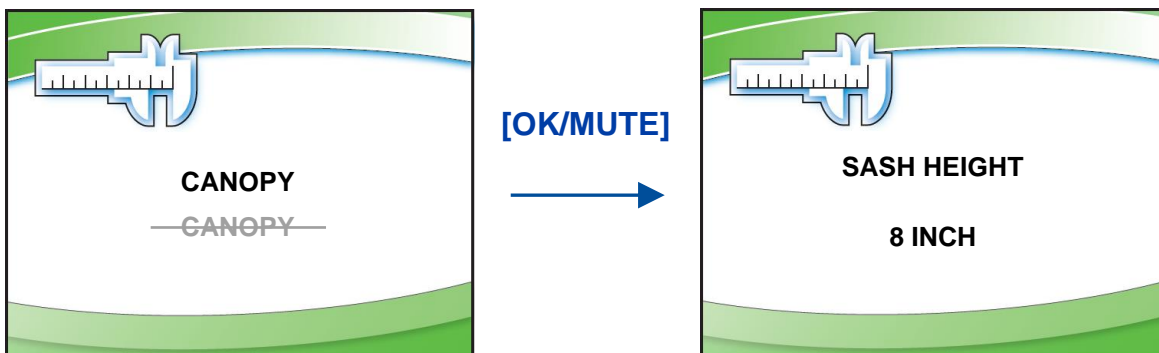 CANOPY
CANOPY
[OK/MUTE]
SASH HEIGHT
8 INCH